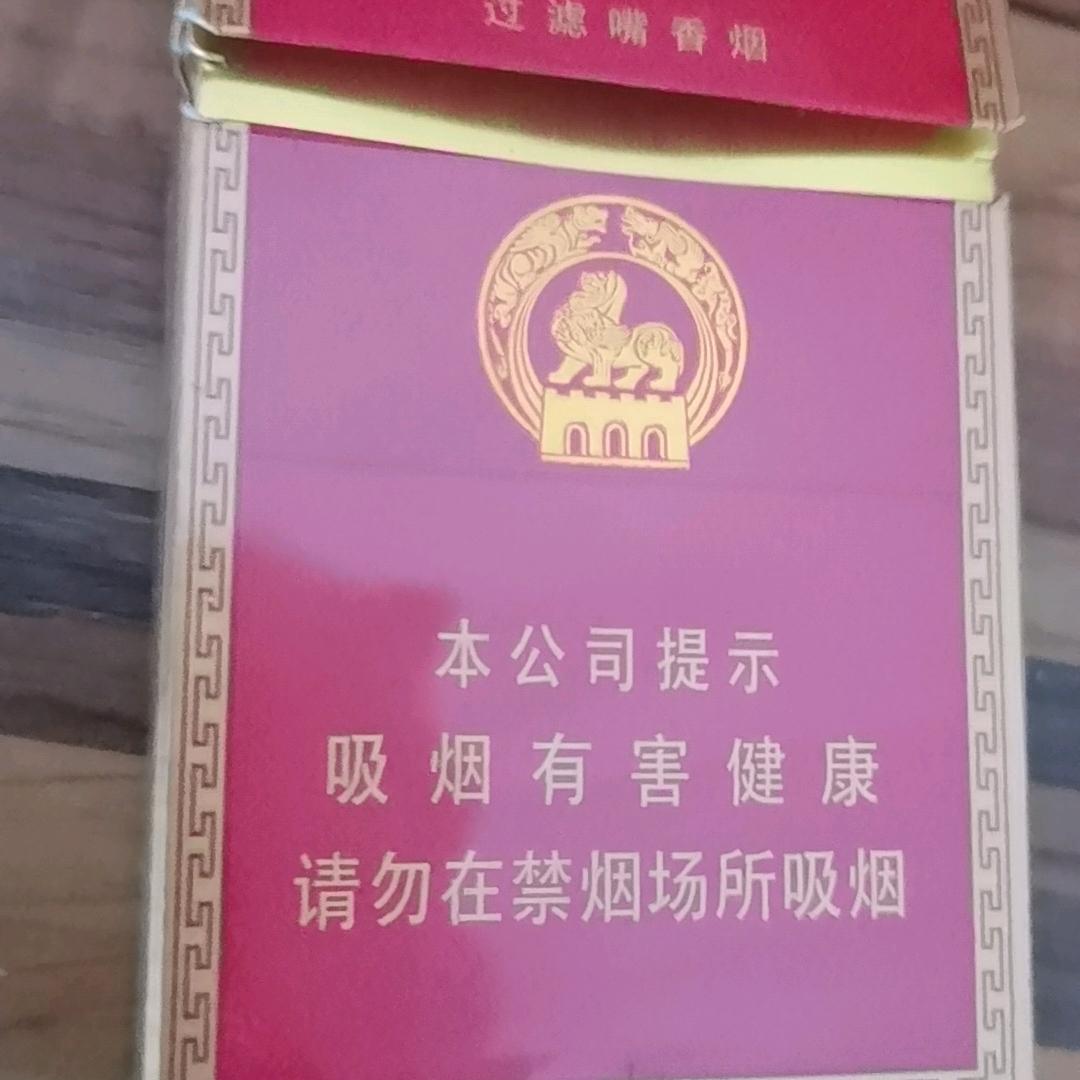 过滤嘴香烟
本公司提示
吸烟有害健康
请勿在禁烟场所吸烟